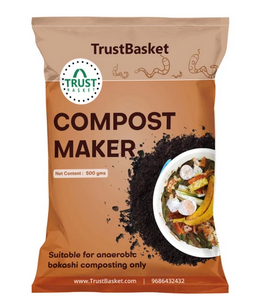 TrustBasket
TRUST
BASKET
COMPOST
MAKER
Net Content : 500 gms
Suitable for anaerobic
bokashi composting only
www.TrustBasket.com | 9686432432